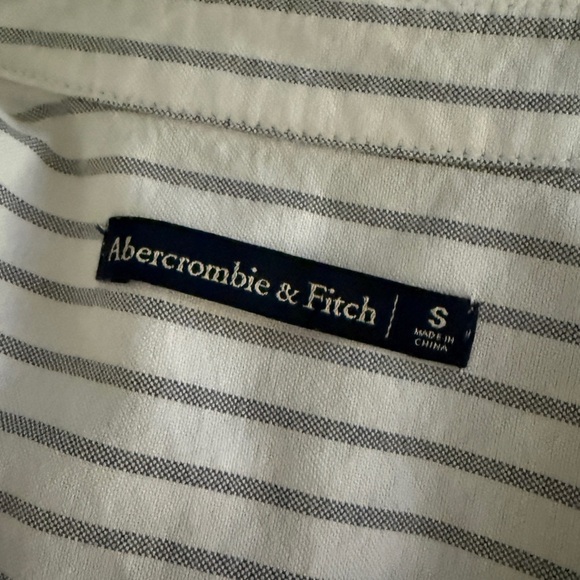 Abercrombie & Fitch | S
MADE IN
CHINA